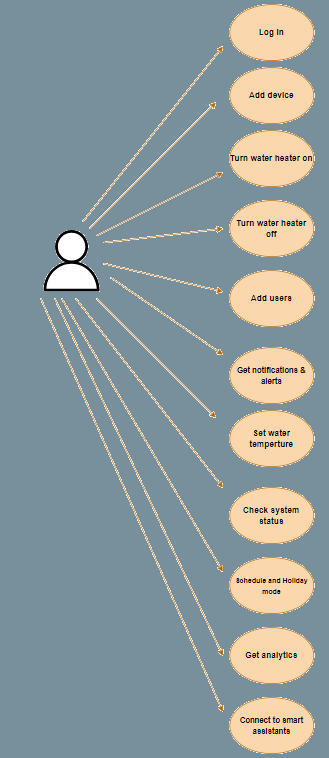 Log In
Add device
Turn water heater on
Turn water heater
off
Add users
Get notifications &
alerts
Set water
temperture
Check system
status
Schedule and Holiday
mode
Get analytics
Connect to smart
assistants